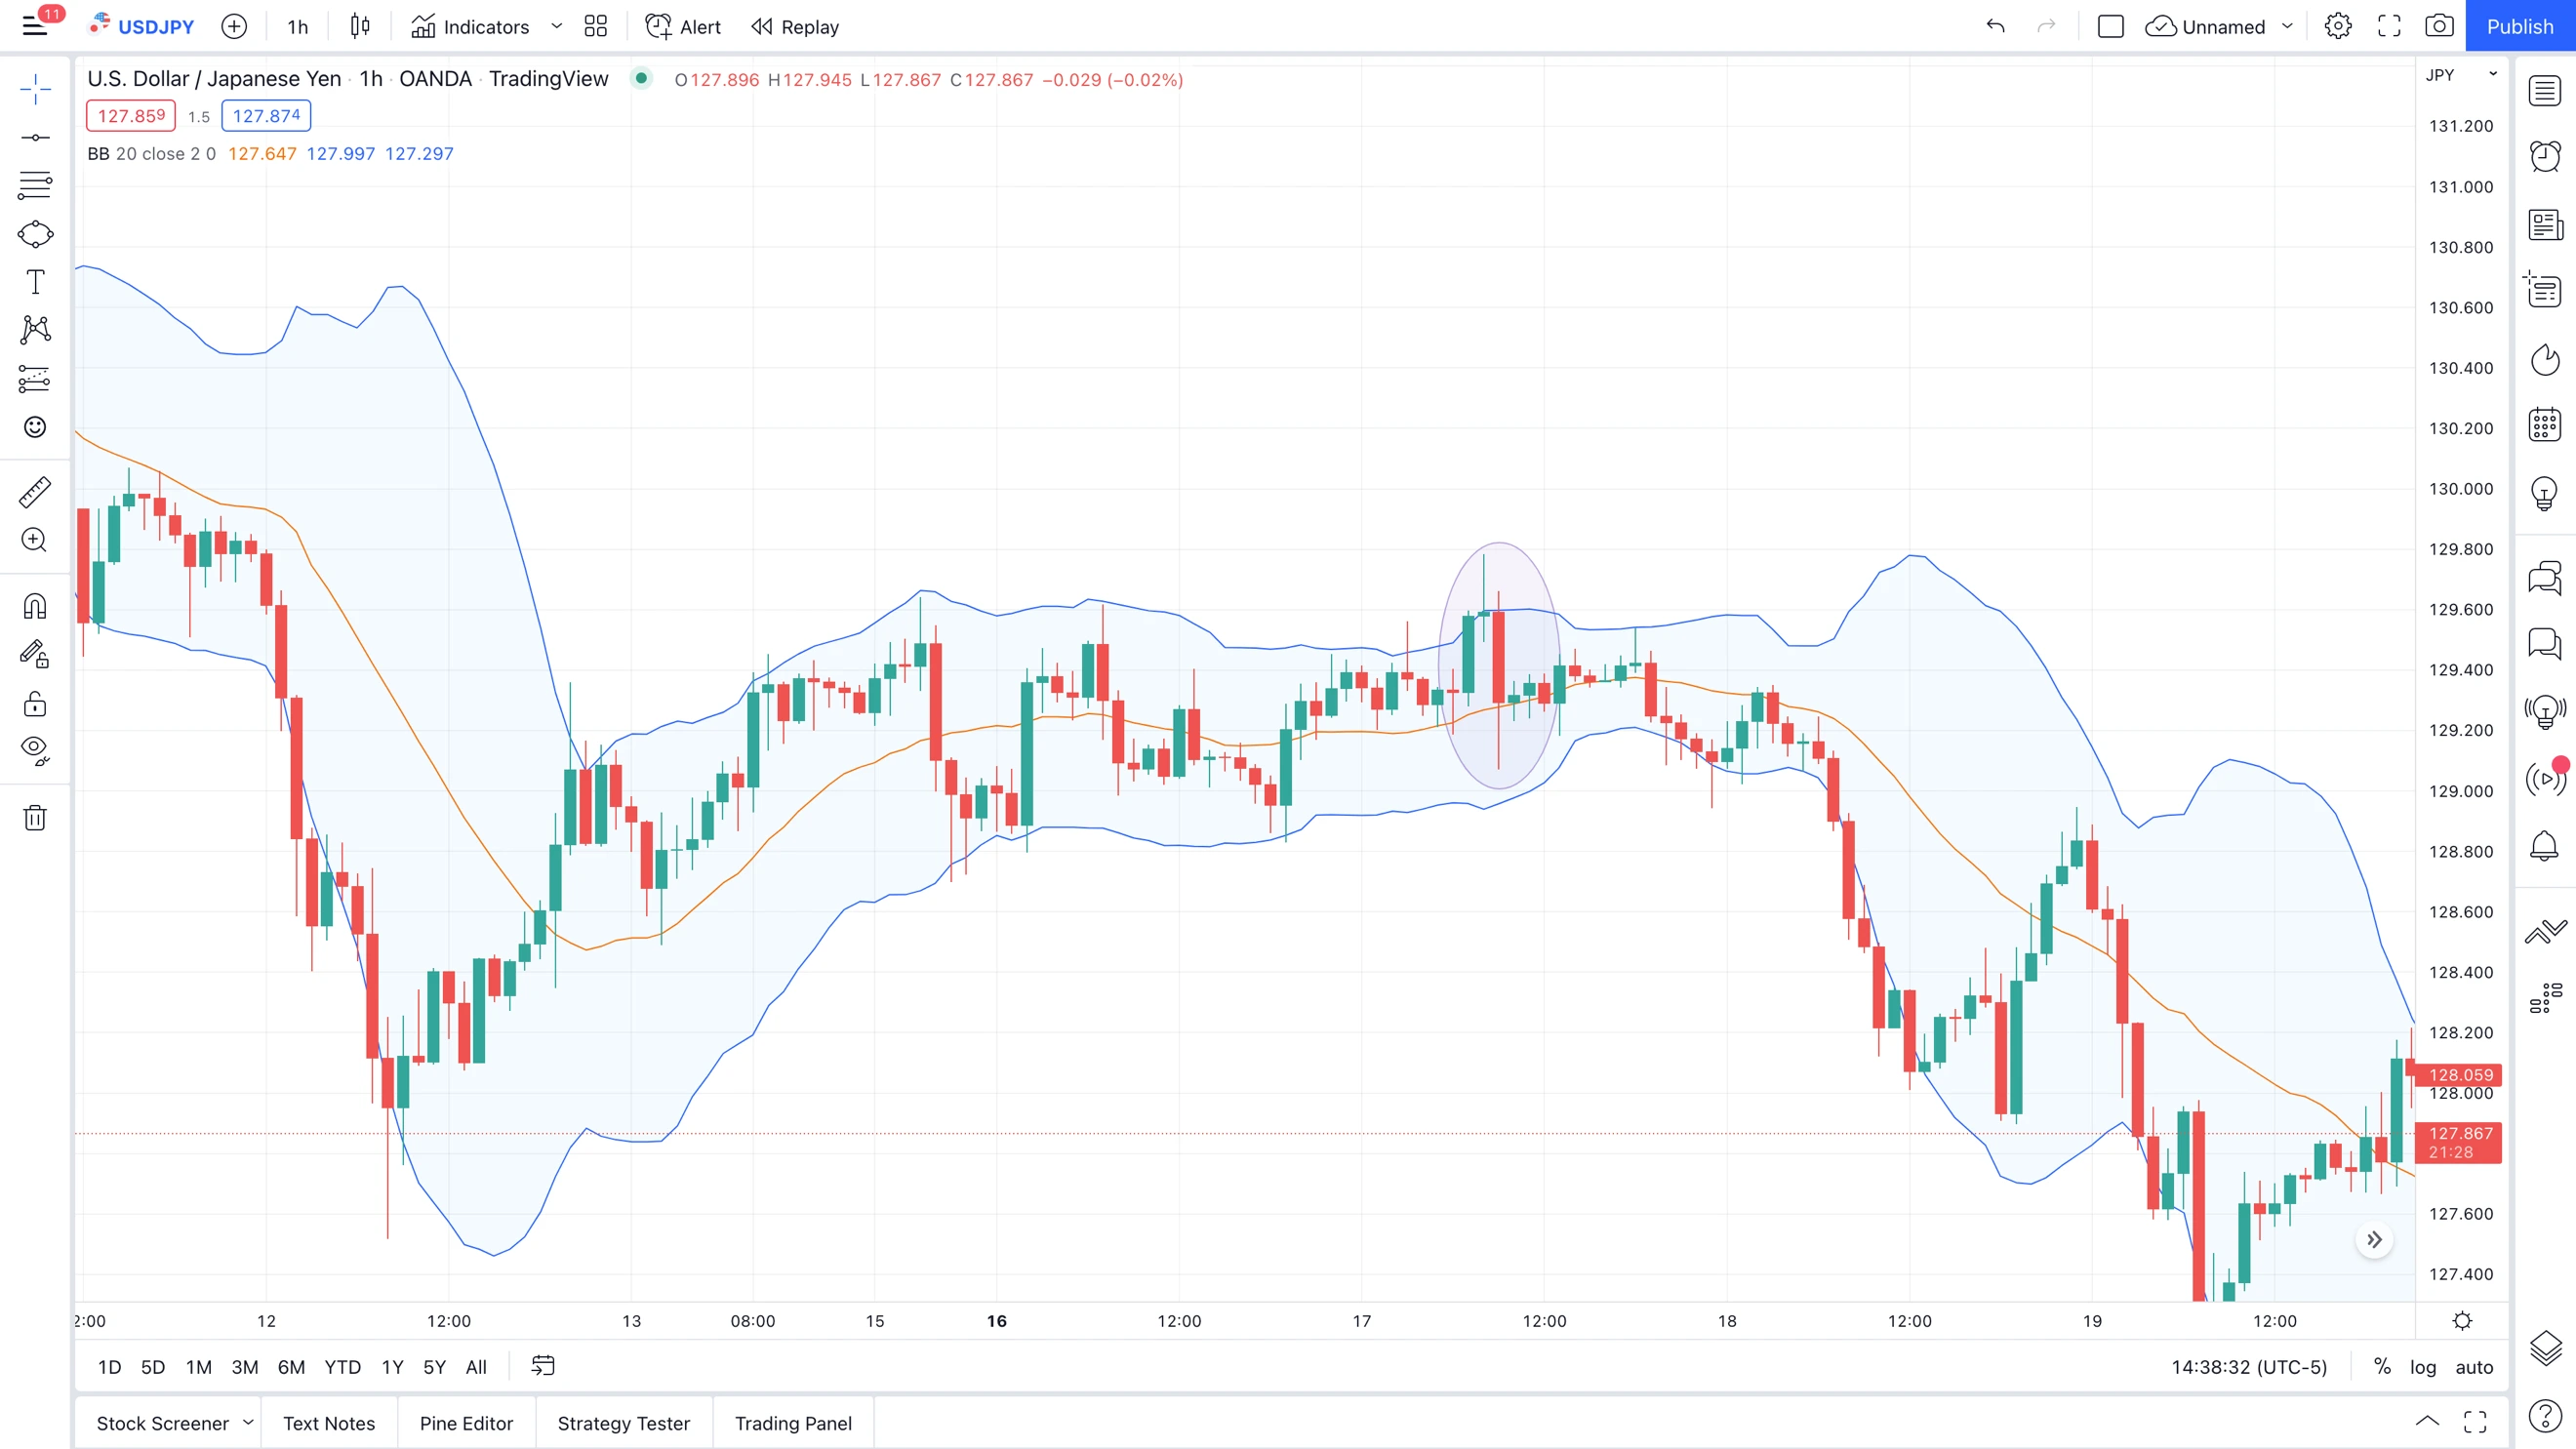 11 USDJPY 1h Indicators Alert Replay Unnamed Publish
U.S. Dollar / Japanese Yen · 1h · OANDA · TradingView O127.896 H127.945 L127.867 C127.867 −0.029 (−0.02%)
127.859 1.5 127.874
BB 20 close 2 0 127.647 127.997 127.297
JPY
131.200
131.000
130.800
130.600
130.400
130.200
130.000
129.800
129.600
129.400
129.200
129.000
128.800
128.600
128.400
128.200
128.059
128.000
127.867
21:28
127.600
127.400
2:00 12 12:00 13 08:00 15 16 12:00 17 12:00 18 12:00 19 12:00
1D 5D 1M 3M 6M YTD 1Y 5Y All 14:38:32 (UTC-5) % log auto
Stock Screener Text Notes Pine Editor Strategy Tester Trading Panel